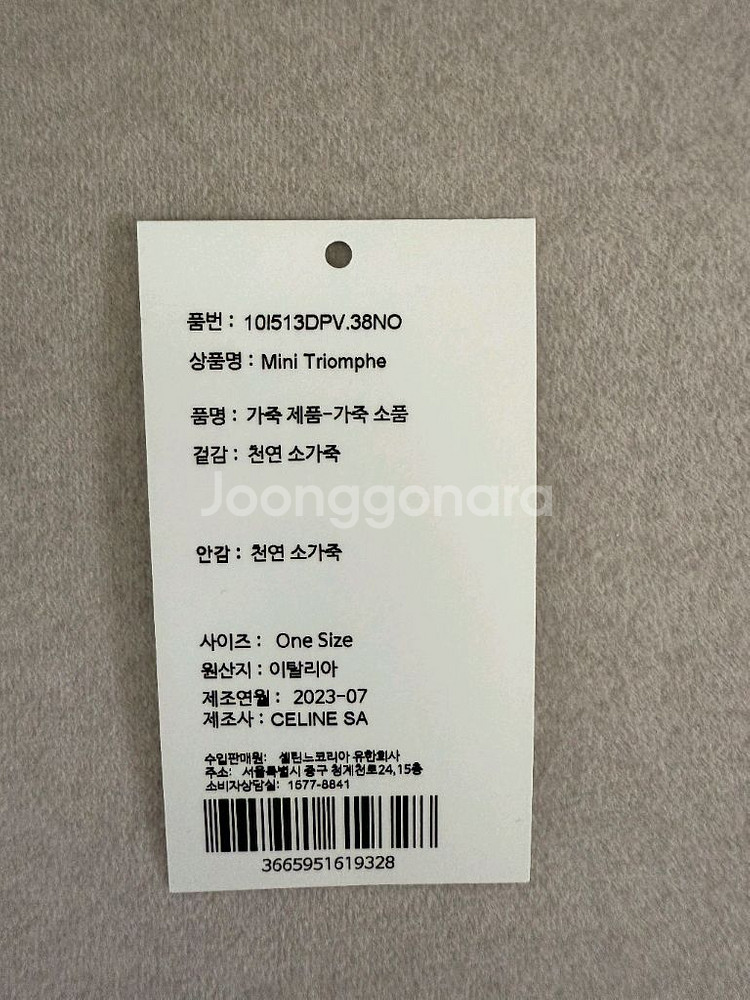 품번 : 10I513DPV.38NO
상품명 : Mini Triomphe
품명 : 가죽 제품-가죽 소품
겉감 : 천연 소가죽
Joonggonara
안감 : 천연 소가죽
사이즈 : One Size
원산지 : 이탈리아
제조연월 : 2023-07
제조사 : CELINE SA
수입판매원: 셀린느코리아 유한회사
주소: 서울특별시 중구 청계천로24,15층
소비자상담실: 1577-8841
3665951619328